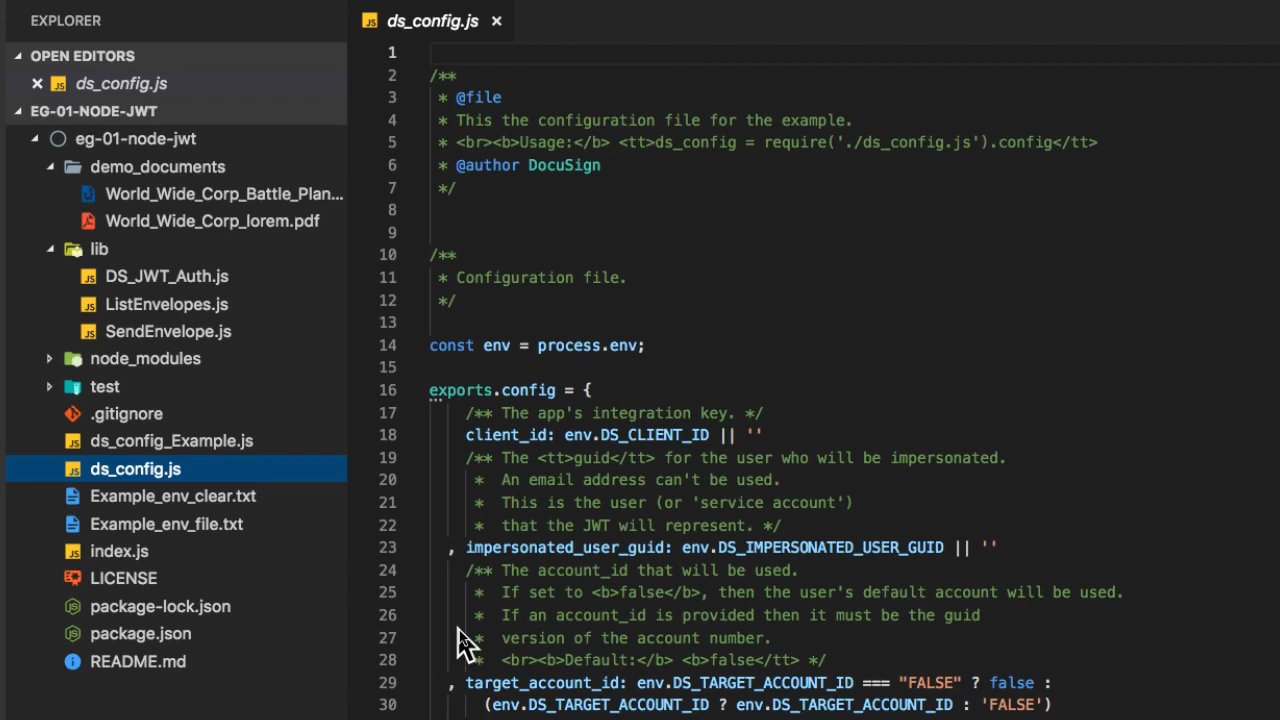 EXPLORER
OPEN EDITORS
ds_config.js
EG-01-NODE-JWT
eg-01-node-jwt
demo_documents
World_Wide_Corp_Battle_Plan...
World_Wide_Corp_lorem.pdf
lib
DS_JWT_Auth.js
ListEnvelopes.js
SendEnvelope.js
node_modules
test
.gitignore
ds_config_Example.js
ds_config.js
Example_env_clear.txt
Example_env_file.txt
index.js
LICENSE
package-lock.json
package.json
README.md
ds_config.js
1
2 /**
3 * @file
4 * This the configuration file for the example.
5 * <br><b>Usage:</b> <tt>ds_config = require('./ds_config.js').config</tt>
6 * @author DocuSign
7 */
8
9
10 /**
11 * Configuration file.
12 */
13
14 const env = process.env;
15
16 exports.config = {
17 /** The app's integration key. */
18 client_id: env.DS_CLIENT_ID || ''
19 /** The <tt>guid</tt> for the user who will be impersonated.
20 * An email address can't be used.
21 * This is the user (or 'service account')
22 * that the JWT will represent. */
23 , impersonated_user_guid: env.DS_IMPERSONATED_USER_GUID || ''
24 /** The account_id that will be used.
25 * If set to <b>false</b>, then the user's default account will be used.
26 * If an account_id is provided then it must be the guid
27 * version of the account number.
28 * <br><b>Default:</b> <b>false</tt> */
29 , target_account_id: env.DS_TARGET_ACCOUNT_ID === "FALSE" ? false :
30 (env.DS_TARGET_ACCOUNT_ID ? env.DS_TARGET_ACCOUNT_ID : 'FALSE')